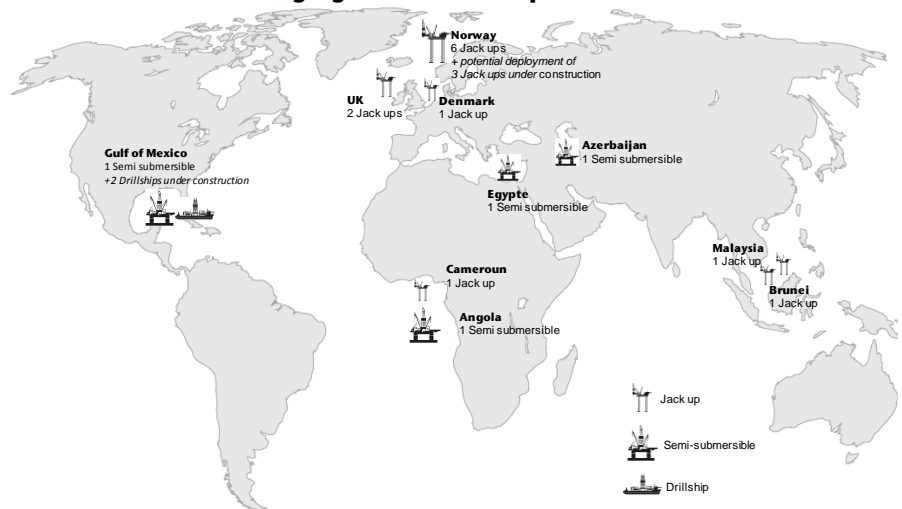 Norway
6 Jack ups
+ potential deployment of
3 Jack ups under construction
UK
2 Jack ups
Denmark
1 Jack up
Azerbaijan
1 Semi submersible
Gulf of Mexico
1 Semi submersible
+2 Drillships under construction
Egypte
1 Semi submersible
Malaysia
1 Jack up
Brunei
1 Jack up
Cameroun
1 Jack up
Angola
1 Semi submersible
Jack up
Semi-submersible
Drillship